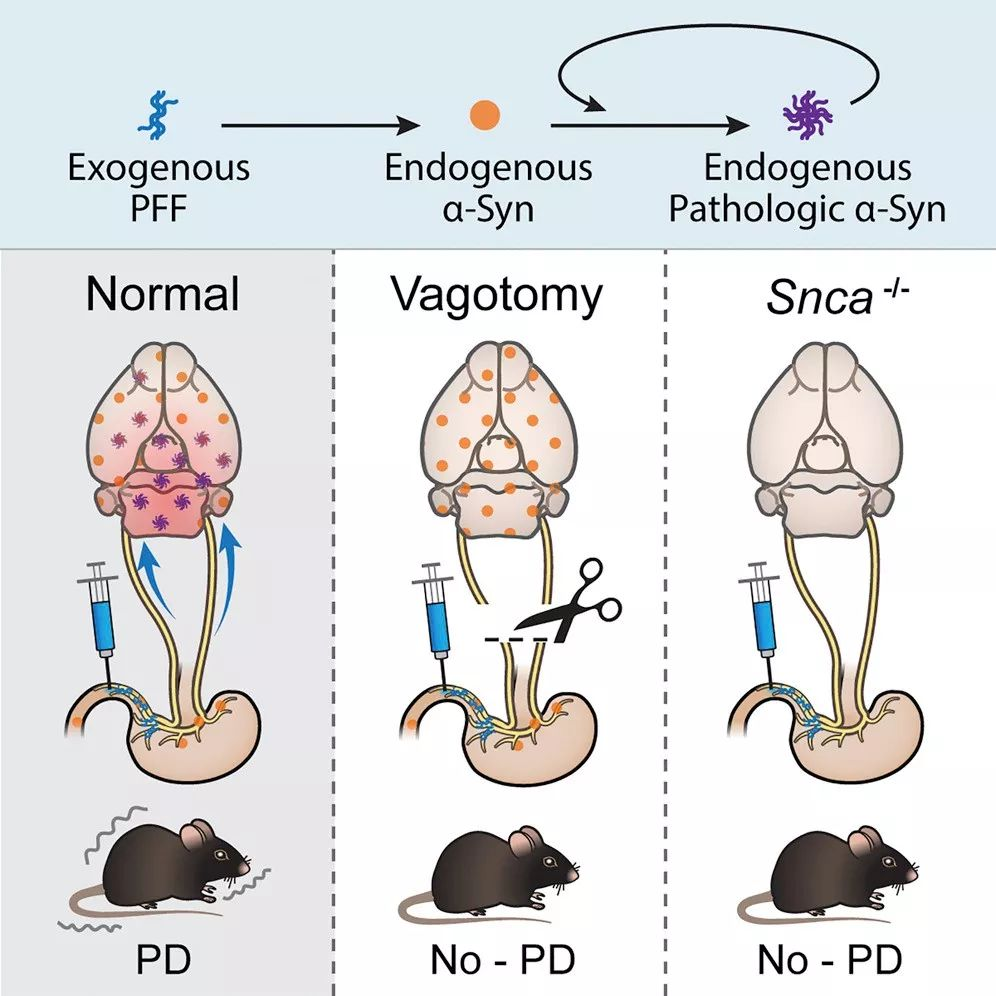 Exogenous
PFF
Endogenous
α-Syn
Endogenous
Pathologic α-Syn
Normal
Vagotomy
Snca -/-
PD
No - PD
No - PD